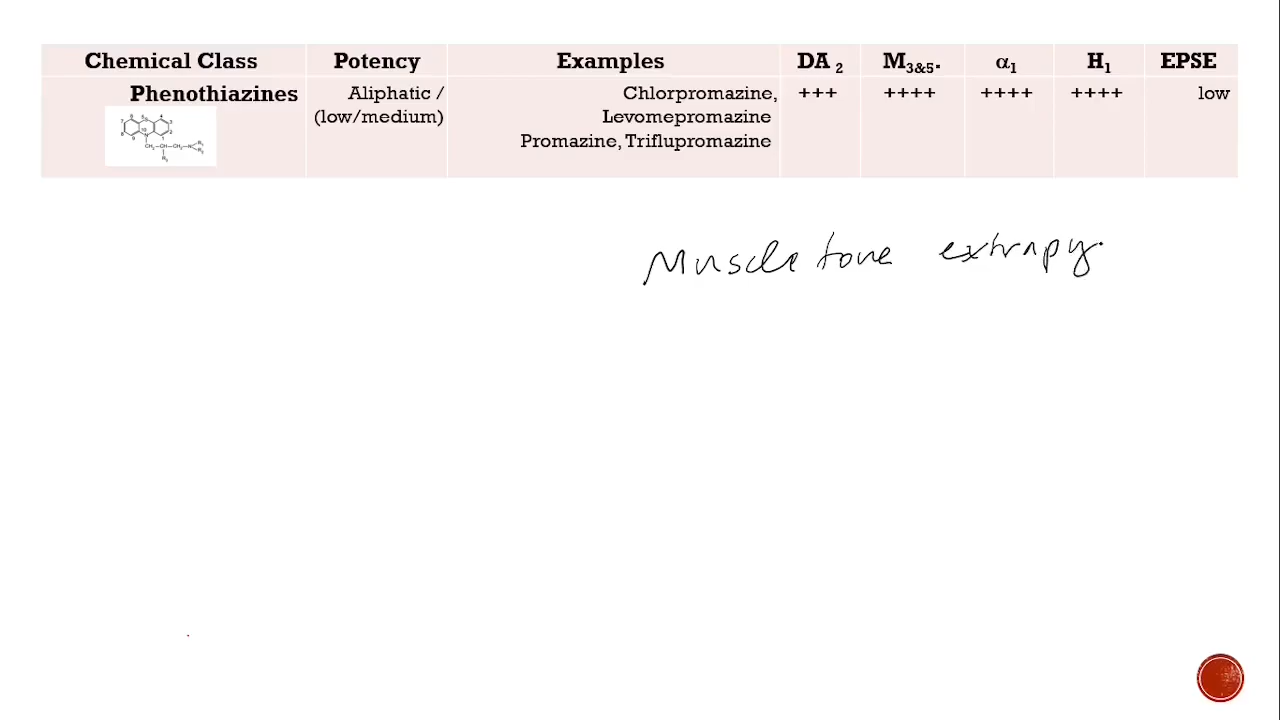 Chemical Class Potency Examples DA 2 M3&5. α1 H1 EPSE
Phenothiazines Aliphatic / Chlorpromazine, +++ ++++ ++++ ++++ low
(low/medium) Levomepromazine
Promazine, Triflupromazine
Muscle tone extrapy.